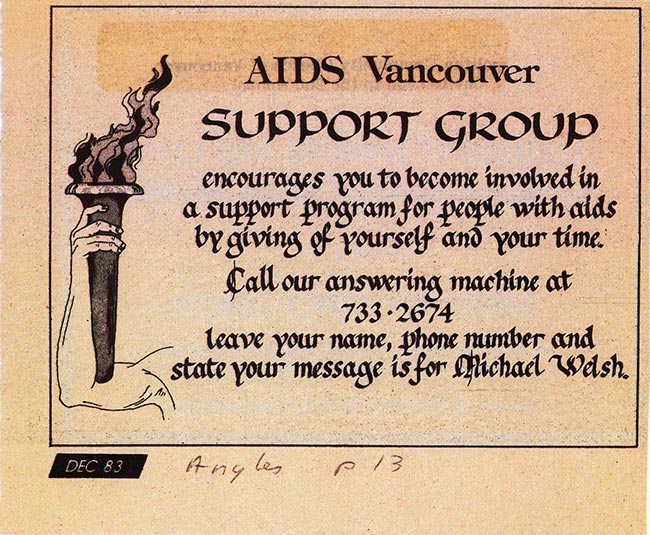 AIDS Vancouver
SUPPORT GROUP
encourages you to become involved in
a support program for people with aids
by giving of yourself and your time.
Call our answering machine at
733·2674
leave your name, phone number and
state your message is for Michael Welsh.
DEC 83 Angles p 13